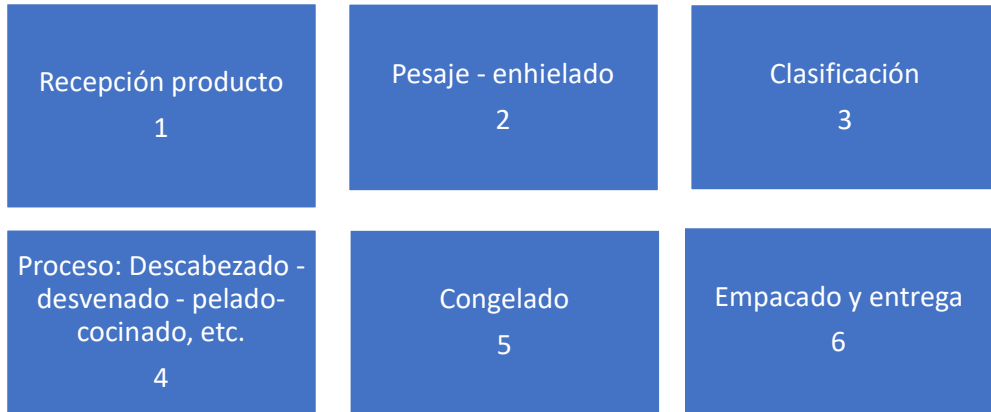 Recepción producto
1
Pesaje - enhielado
2
Clasificación
3
Proceso: Descabezado -
desvenado - pelado-
cocinado, etc.
4
Congelado
5
Empacado y entrega
6